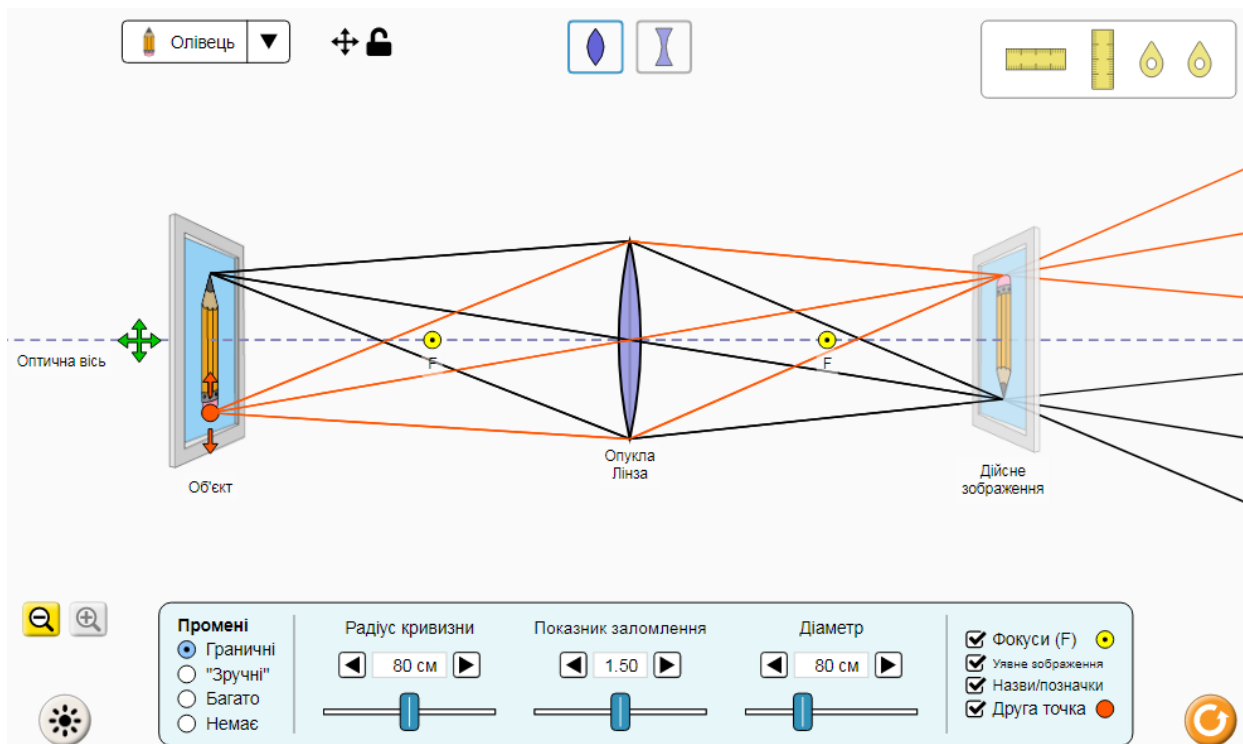 Олівець
Оптична вісь
F
F
Об'єкт
Опукла
Лінза
Дійсне
зображення
Промені
Граничні
"Зручні"
Багато
Немає
Радіус кривизни
80 см
Показник заломлення
1.50
Діаметр
80 см
Фокуси (F)
Уявне зображення
Назви/позначки
Друга точка